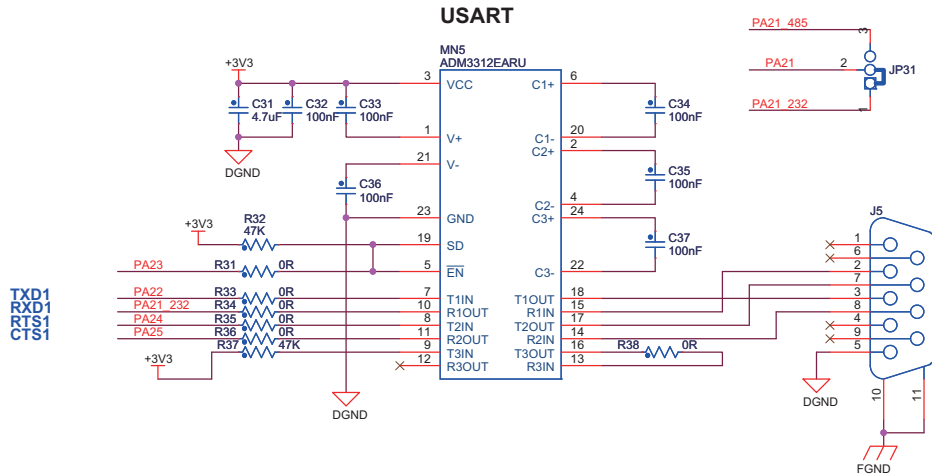 USART
PA21_485
3
PA21
2
JP31
PA21_232
1
MN5
ADM3312EARU
+3V3
3
VCC
C1+
6
C31
4.7uF
C32
100nF
C33
100nF
C34
100nF
1
V+
C1-
20
C2+
2
21
V-
DGND
C35
100nF
C36
100nF
C2-
4
23
GND
C3+
24
J5
R32
47K
+3V3
19
SD
C37
100nF
PA23
R31
0R
5
EN
C3-
22
TXD1
PA22
R33
0R
7
T1IN
T1OUT
18
RXD1
PA21_232
R34
0R
10
R1OUT
R1IN
15
RTS1
PA24
R35
0R
8
T2IN
T2OUT
17
CTS1
PA25
R36
0R
11
R2OUT
R2IN
14
R37
47K
9
T3IN
T3OUT
16
R38
0R
+3V3
12
R3OUT
R3IN
13
1
6
2
7
3
8
4
9
5
DGND
DGND
10
11
FGND